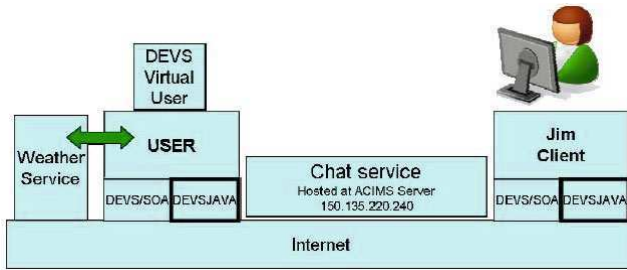 DEVS
Virtual
User
Weather
Service
USER
DEVS/SOA
DEVSJAVA
Chat service
Hosted at ACIMS Server
150.135.220.240
Jim
Client
DEVS/SOA
DEVSJAVA
Internet